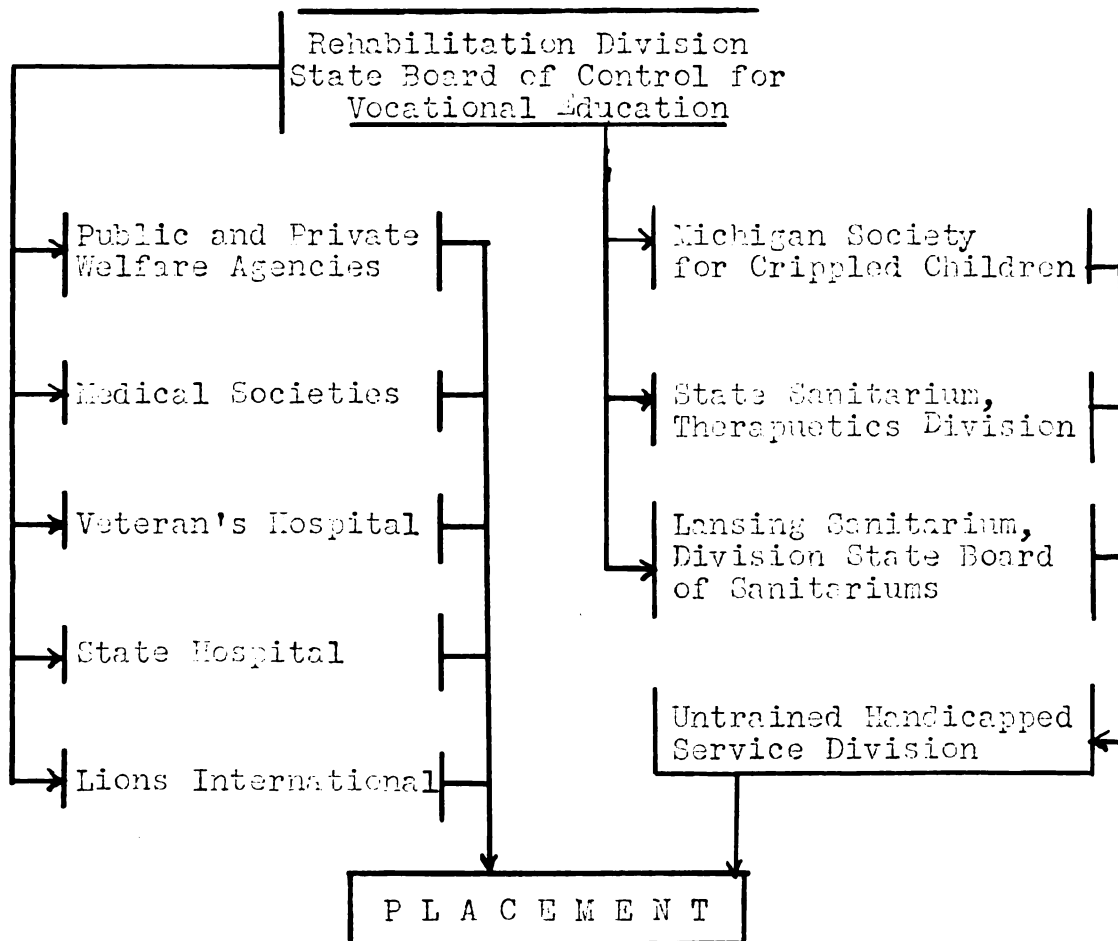 Rehabilitation Division
State Board of Control for
Vocational Education
Public and Private
Welfare Agencies
Medical Societies
Veteran's Hospital
State Hospital
Lions International
Michigan Society
for Crippled Children
State Sanitarium,
Therapuetics Division
Lansing Sanitarium,
Division State Board
of Sanitariums
Untrained Handicapped
Service Division
P L A C E M E N T